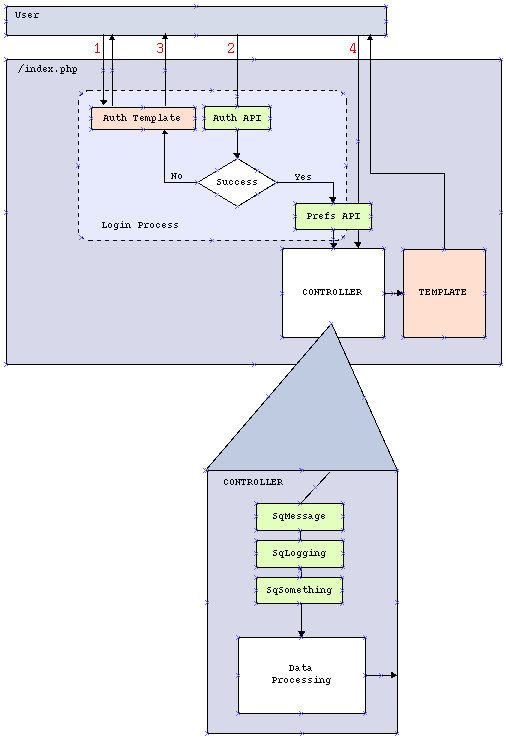 User
1
3
2
4
/index.php
Auth Template
Auth API
No
Success
Yes
Prefs API
Login Process
CONTROLLER
TEMPLATE
CONTROLLER
SqMessage
SqLogging
SqSomething
Data
Processing